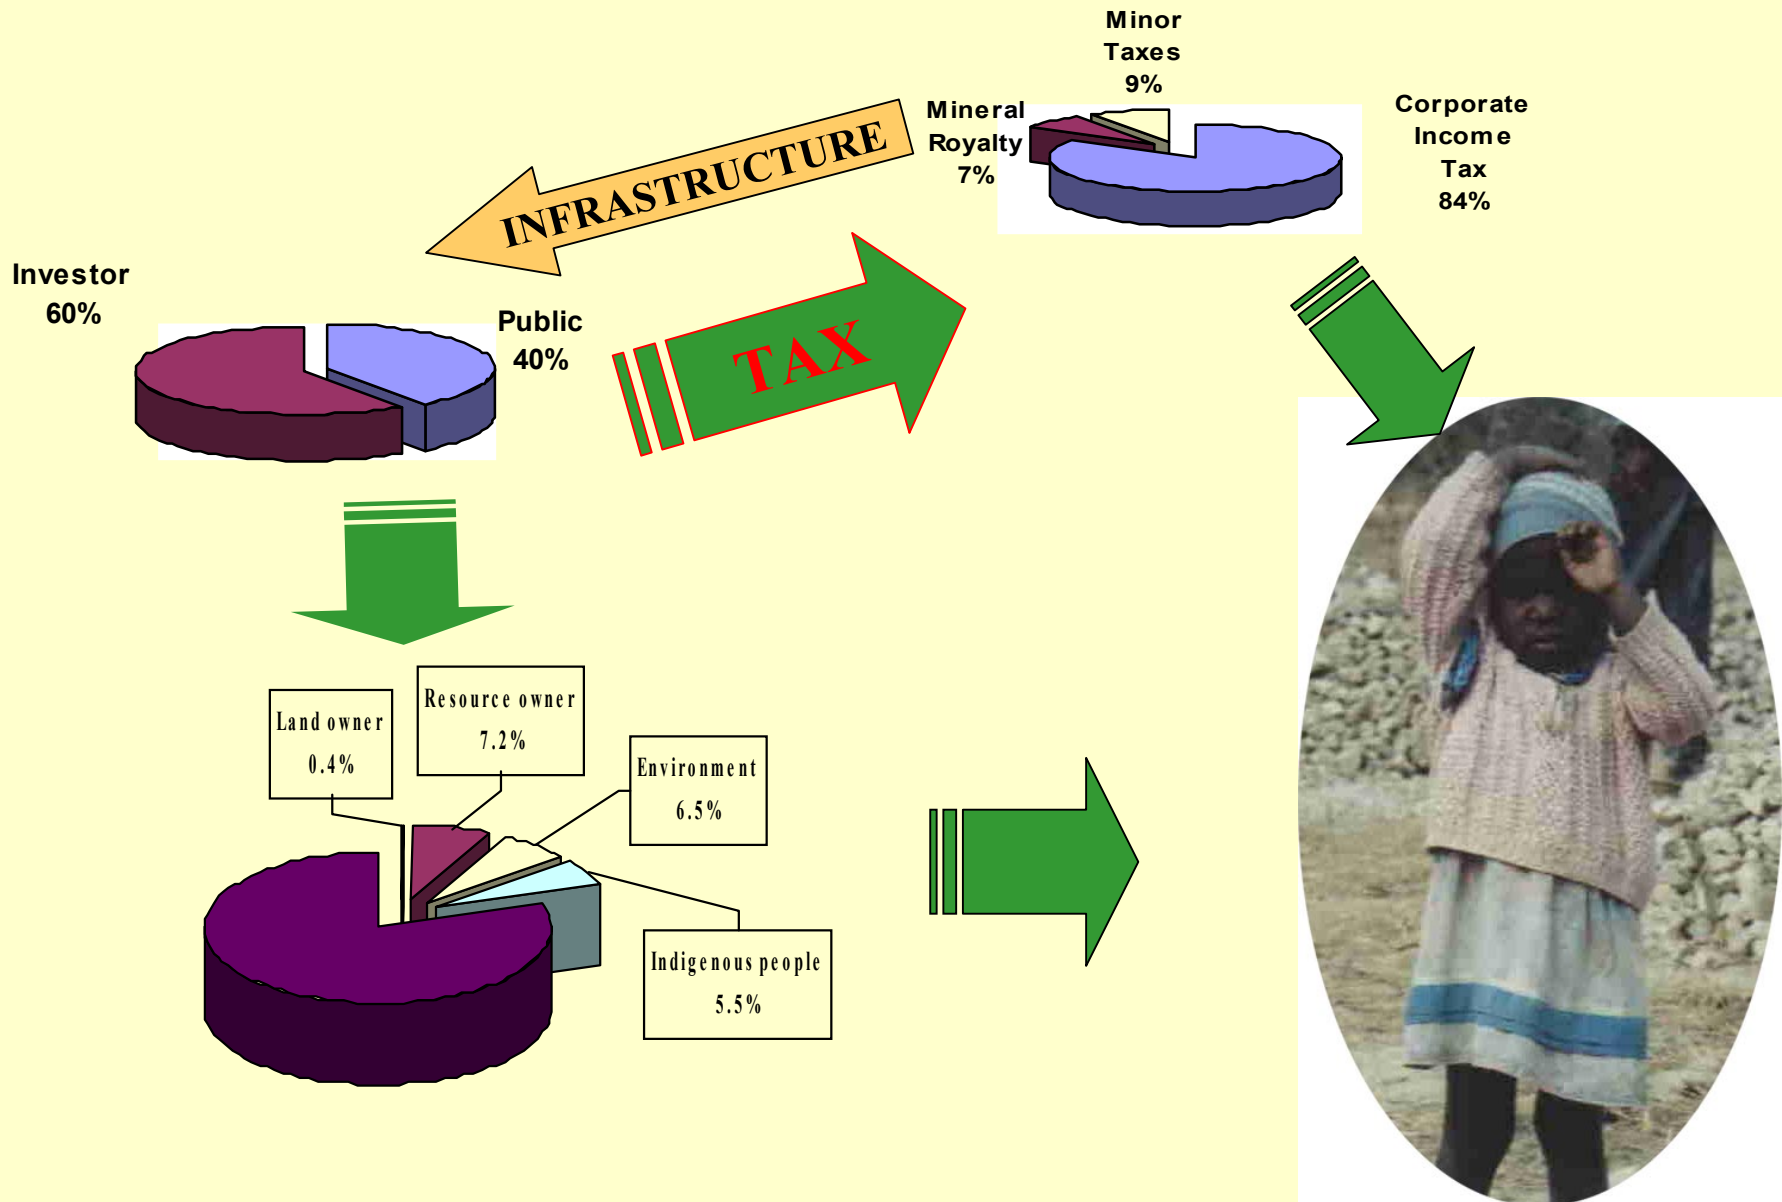 Minor
Taxes
9%
Mineral
Royalty
7%
Corporate
Income
Tax
84%
INFRASTRUCTURE
Investor
60%
Public
40%
TAX
Land owner
0.4%
Resource owner
7.2%
Environment
6.5%
Indigenous people
5.5%